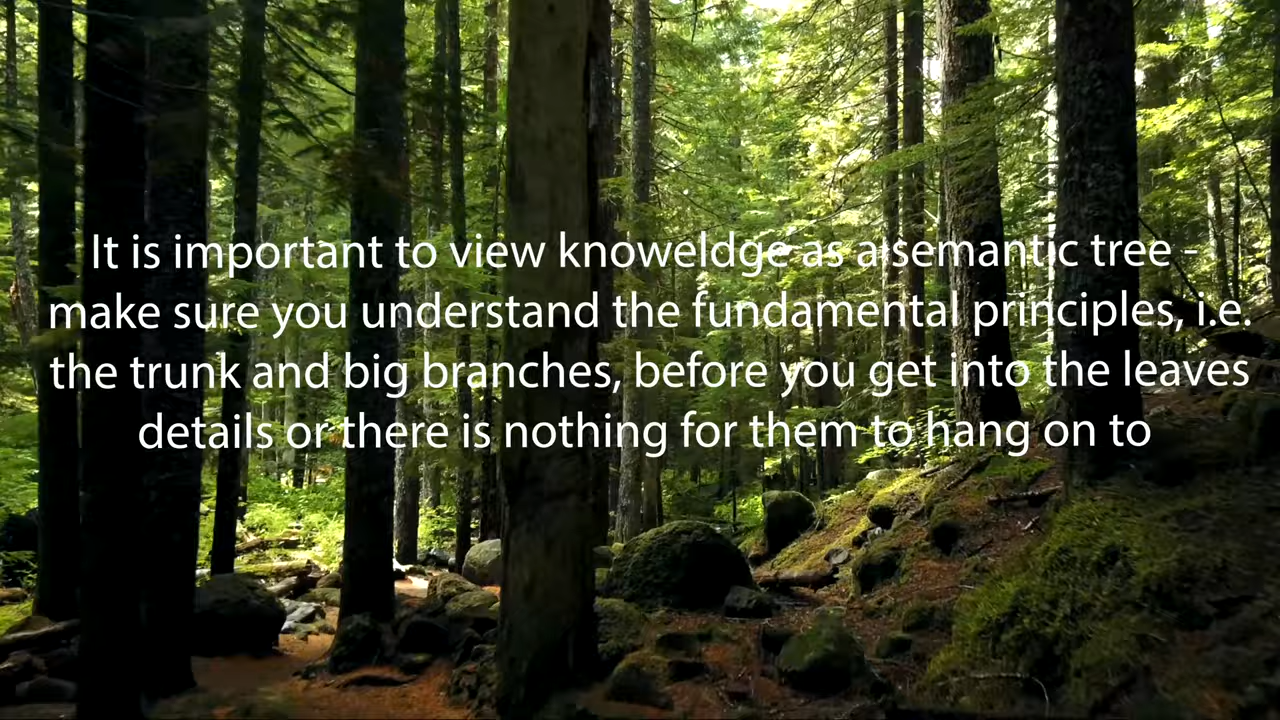 It is important to view knoweldge as a semantic tree -
make sure you understand the fundamental principles, i.e.
the trunk and big branches, before you get into the leaves
details or there is nothing for them to hang on to